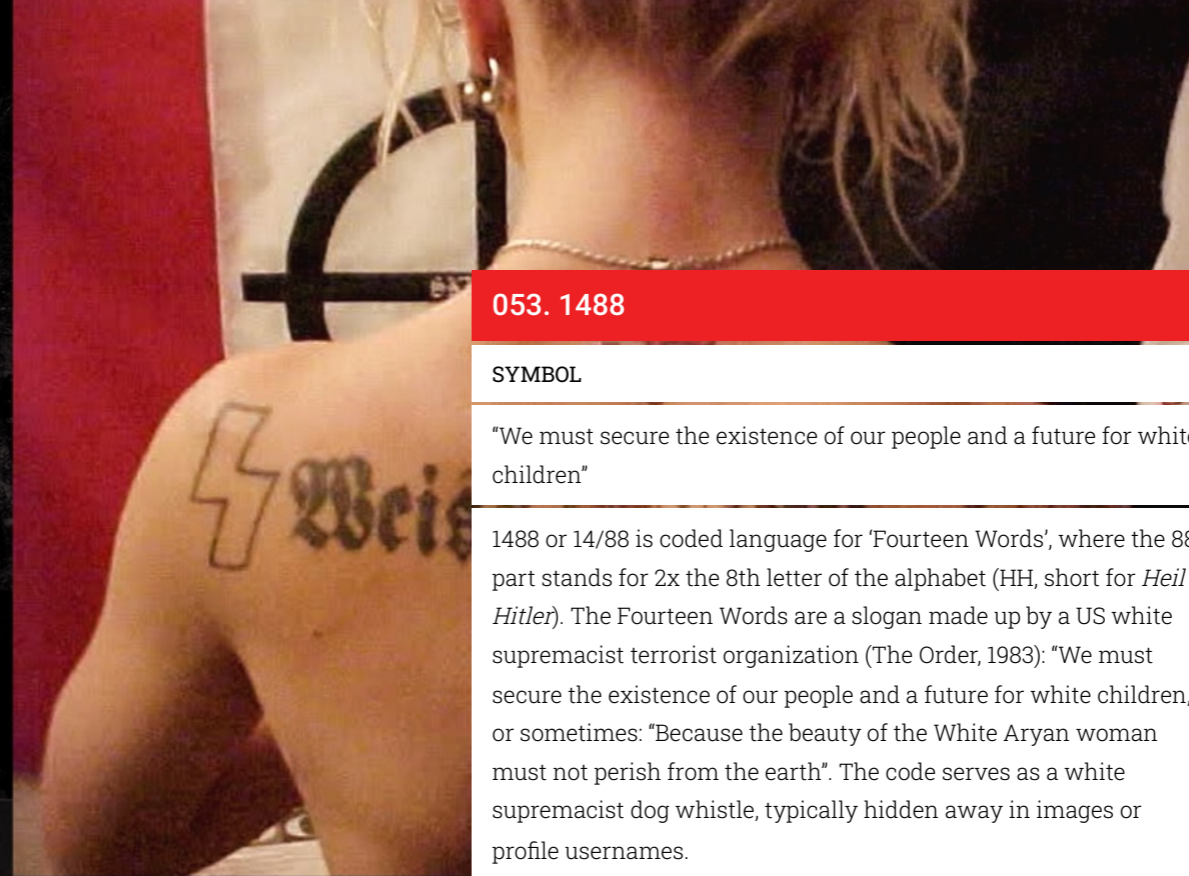 Weis
053. 1488
SYMBOL
“We must secure the existence of our people and a future for white
children”
1488 or 14/88 is coded language for ‘Fourteen Words’, where the 88
part stands for 2x the 8th letter of the alphabet (HH, short for Heil
Hitler). The Fourteen Words are a slogan made up by a US white
supremacist terrorist organization (The Order, 1983): “We must
secure the existence of our people and a future for white children,
or sometimes: “Because the beauty of the White Aryan woman
must not perish from the earth”. The code serves as a white
supremacist dog whistle, typically hidden away in images or
profile usernames.